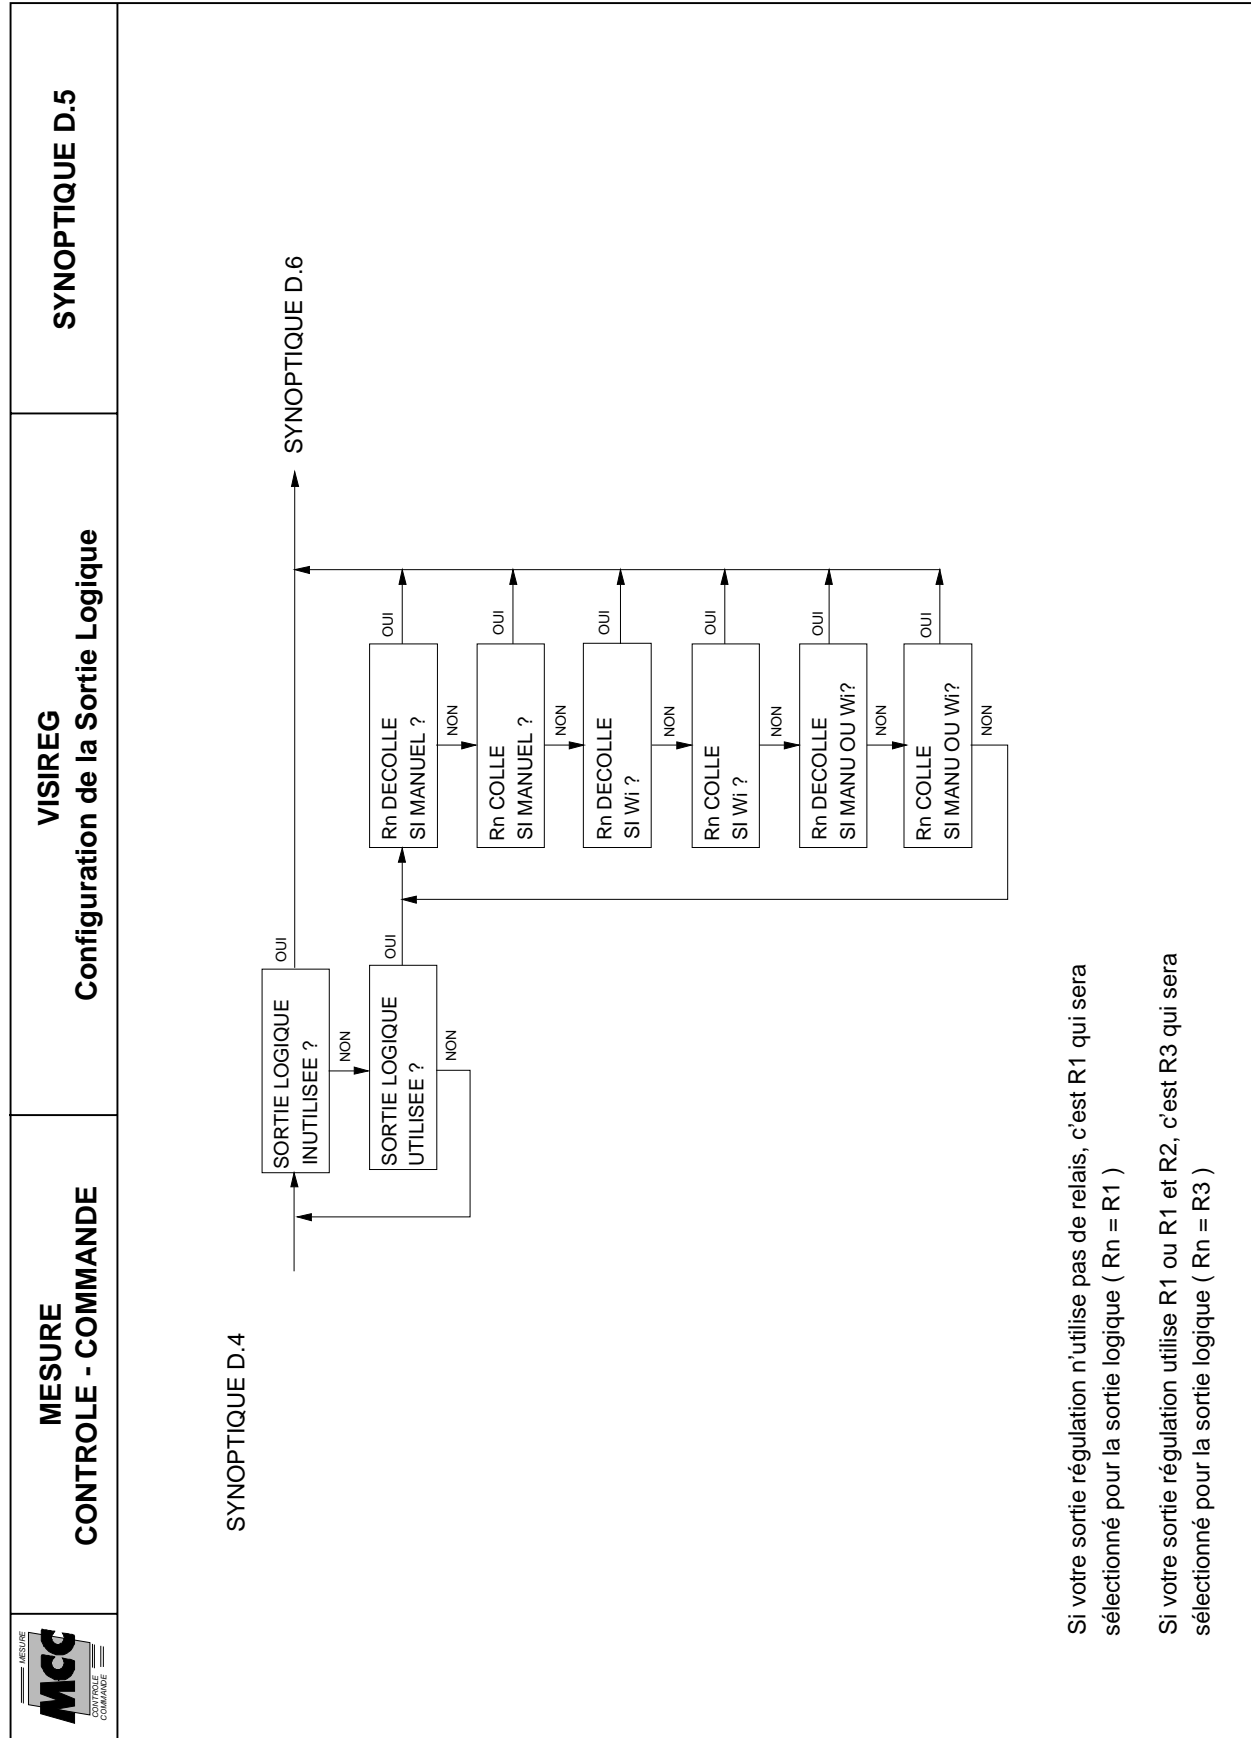 MESURE
MCC
CONTROLE
COMMANDE
MESURE
CONTROLE - COMMANDE
VISIREG
Configuration de la Sortie Logique
SYNOPTIQUE D.5
SYNOPTIQUE D.4
SORTIE LOGIQUE
INUTILISEE ?
OUI
SYNOPTIQUE D.6
NON
SORTIE LOGIQUE
UTILISEE ?
OUI
NON
Rn DECOLLE
SI MANUEL ?
OUI
NON
Rn COLLE
SI MANUEL ?
OUI
NON
Rn DECOLLE
SI Wi ?
OUI
NON
Rn COLLE
SI Wi ?
OUI
NON
Rn DECOLLE
SI MANU OU Wi?
OUI
NON
Rn COLLE
SI MANU OU Wi?
OUI
NON
Si votre sortie régulation n'utilise pas de relais, c'est R1 qui sera
sélectionné pour la sortie logique ( Rn = R1 )
Si votre sortie régulation utilise R1 ou R1 et R2, c'est R3 qui sera
sélectionné pour la sortie logique ( Rn = R3 )